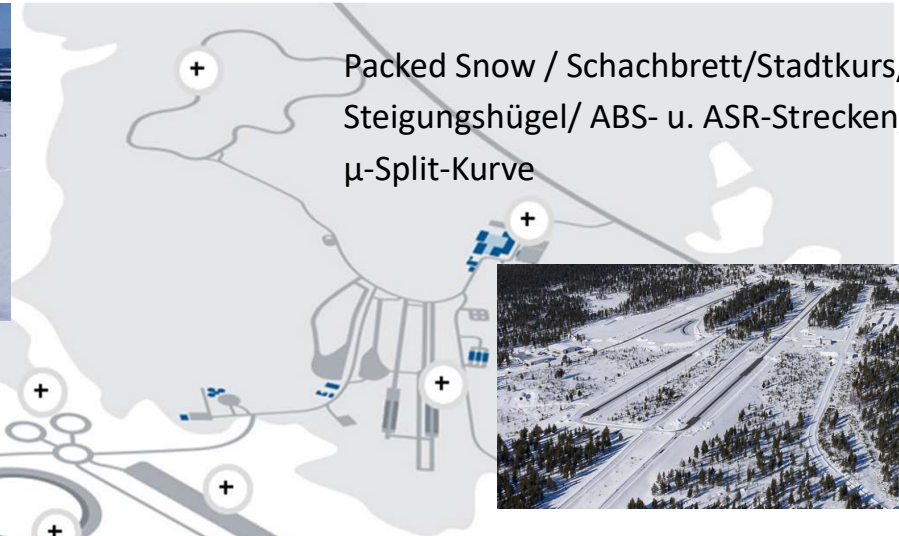 Packed Snow / Schachbrett/Stadtkurs/
Steigungshügel/ ABS- u. ASR-Strecken
µ-Split-Kurve
+
+
+
+
+
+